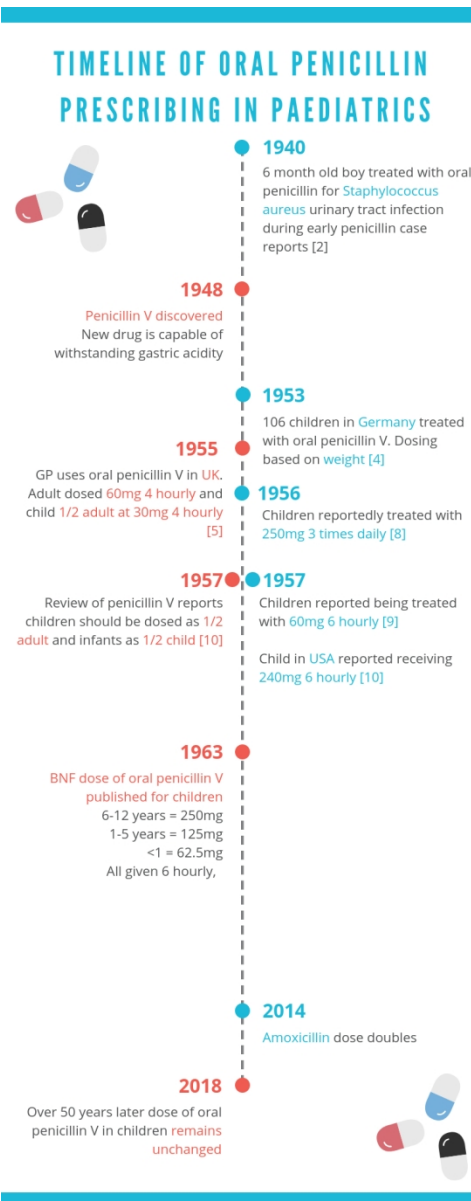 TIMELINE OF ORAL PENICILLIN
PRESCRIBING IN PAEDIATRICS
1940
6 month old boy treated with oral
penicillin for Staphylococcus
aureus urinary tract infection
during early penicillin case
reports [2]
1948
Penicillin V discovered
New drug is capable of
withstanding gastric acidity
1953
106 children in Germany treated
with oral penicillin V. Dosing
based on weight [4]
1955
GP uses oral penicillin V in UK.
Adult dosed 60mg 4 hourly and
child 1/2 adult at 30mg 4 hourly
[5]
1956
Children reportedly treated with
250mg 3 times daily [8]
1957
Review of penicillin V reports
children should be dosed as 1/2
adult and infants as 1/2 child [10]
1957
Children reported being treated
with 60mg 6 hourly [9]
Child in USA reported receiving
240mg 6 hourly [10]
1963
BNF dose of oral penicillin V
published for children
6-12 years = 250mg
1-5 years = 125mg
<1 = 62.5mg
All given 6 hourly,
2014
Amoxicillin dose doubles
2018
Over 50 years later dose of oral
penicillin V in children remains
unchanged